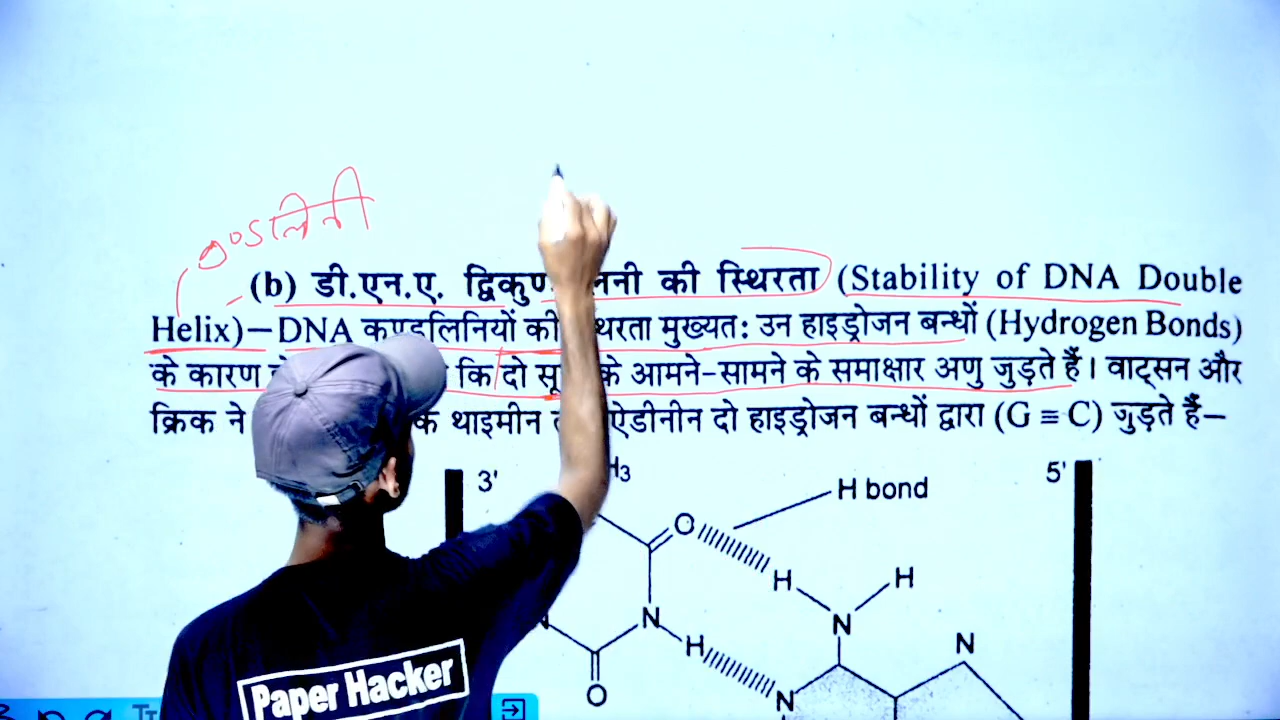 कुण्डलिनी
(b) डी.एन.ए. की स्थिरता (Stability of DNA Double
Helix)—DNA कुण्डलिनियों की मुख्यत: उन हाइड्रोजन बन्धों (Hydrogen Bonds)
के कारण कि दो के आमने-सामने के समाक्षार अणु जुड़ते हैं। वाट्सन और
क्रिक ने थाइमीन ऐडीनीन दो हाइड्रोजन बन्धों द्वारा (G ≡ C) जुड़ते हैं—
3' H3 5'
H bond
O
H H
N N
N H
N
O
Paper Hacker